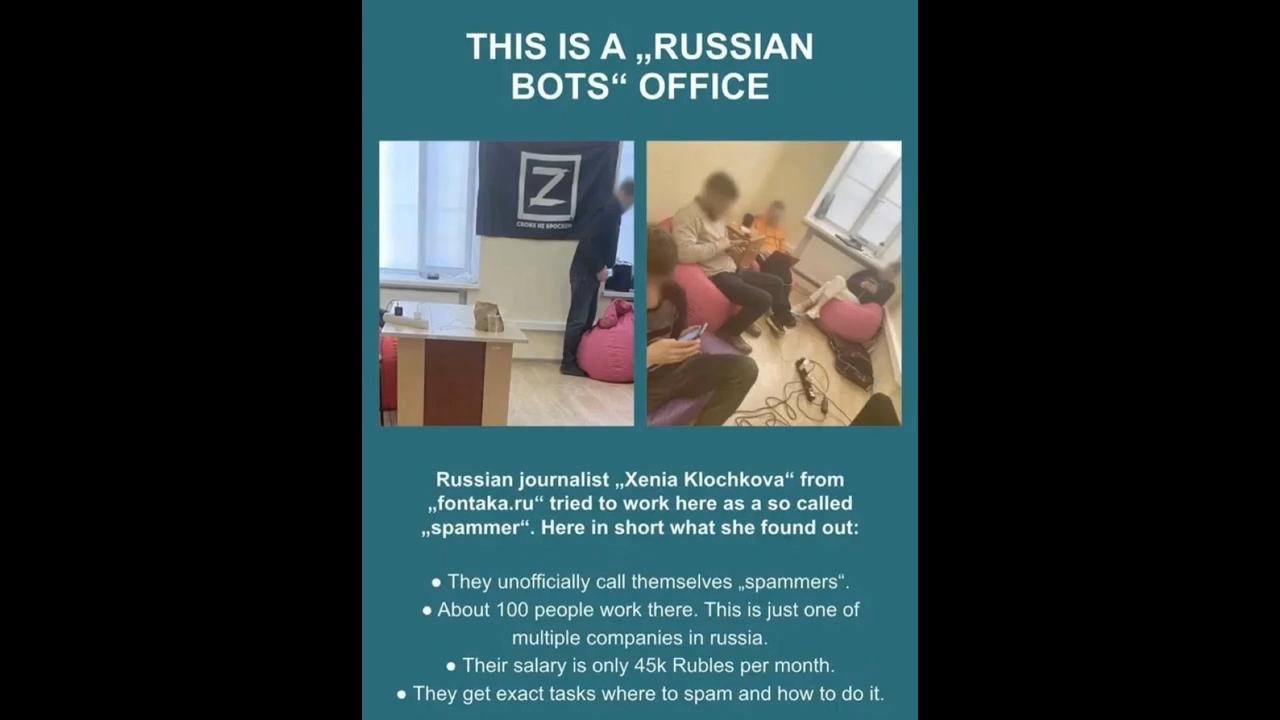 THIS IS A „RUSSIAN
BOTS“ OFFICE
Z
СВОИХ НЕ БРОСАЕМ
Russian journalist „Xenia Klochkova“ from
„fontaka.ru“ tried to work here as a so called
„spammer“. Here in short what she found out:
● They unofficially call themselves „spammers“.
● About 100 people work there. This is just one of
multiple companies in russia.
● Their salary is only 45k Rubles per month.
● They get exact tasks where to spam and how to do it.